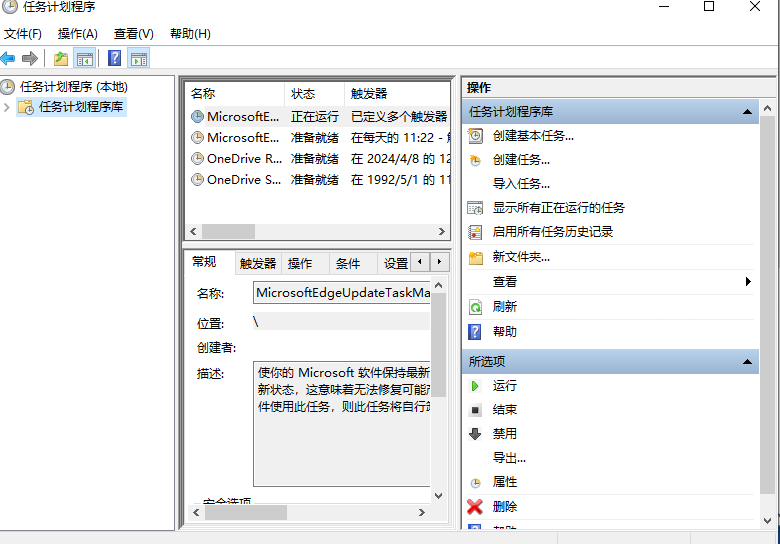 任务计划程序
文件(F) 操作(A) 查看(V) 帮助(H)
任务计划程序 (本地)
任务计划程序库
名称 状态 触发器
MicrosoftE... 正在运行 已定义多个触发器
MicrosoftE... 准备就绪 在每天的 11:22 -
OneDrive R... 准备就绪 在 2024/4/8 的 12
OneDrive S... 准备就绪 在 1992/5/1 的 11
常规 触发器 操作 条件 设置
名称: MicrosoftEdgeUpdateTaskMa
位置: \
创建者:
描述: 使你的 Microsoft 软件保持最新
新状态，这意味着无法修复可能产
件使用此任务，则此任务将自行卸
安全选项
操作
任务计划程序库
创建基本任务...
创建任务...
导入任务...
显示所有正在运行的任务
启用所有任务历史记录
新文件夹...
查看
刷新
帮助
所选项
运行
结束
禁用
导出...
属性
删除
帮助